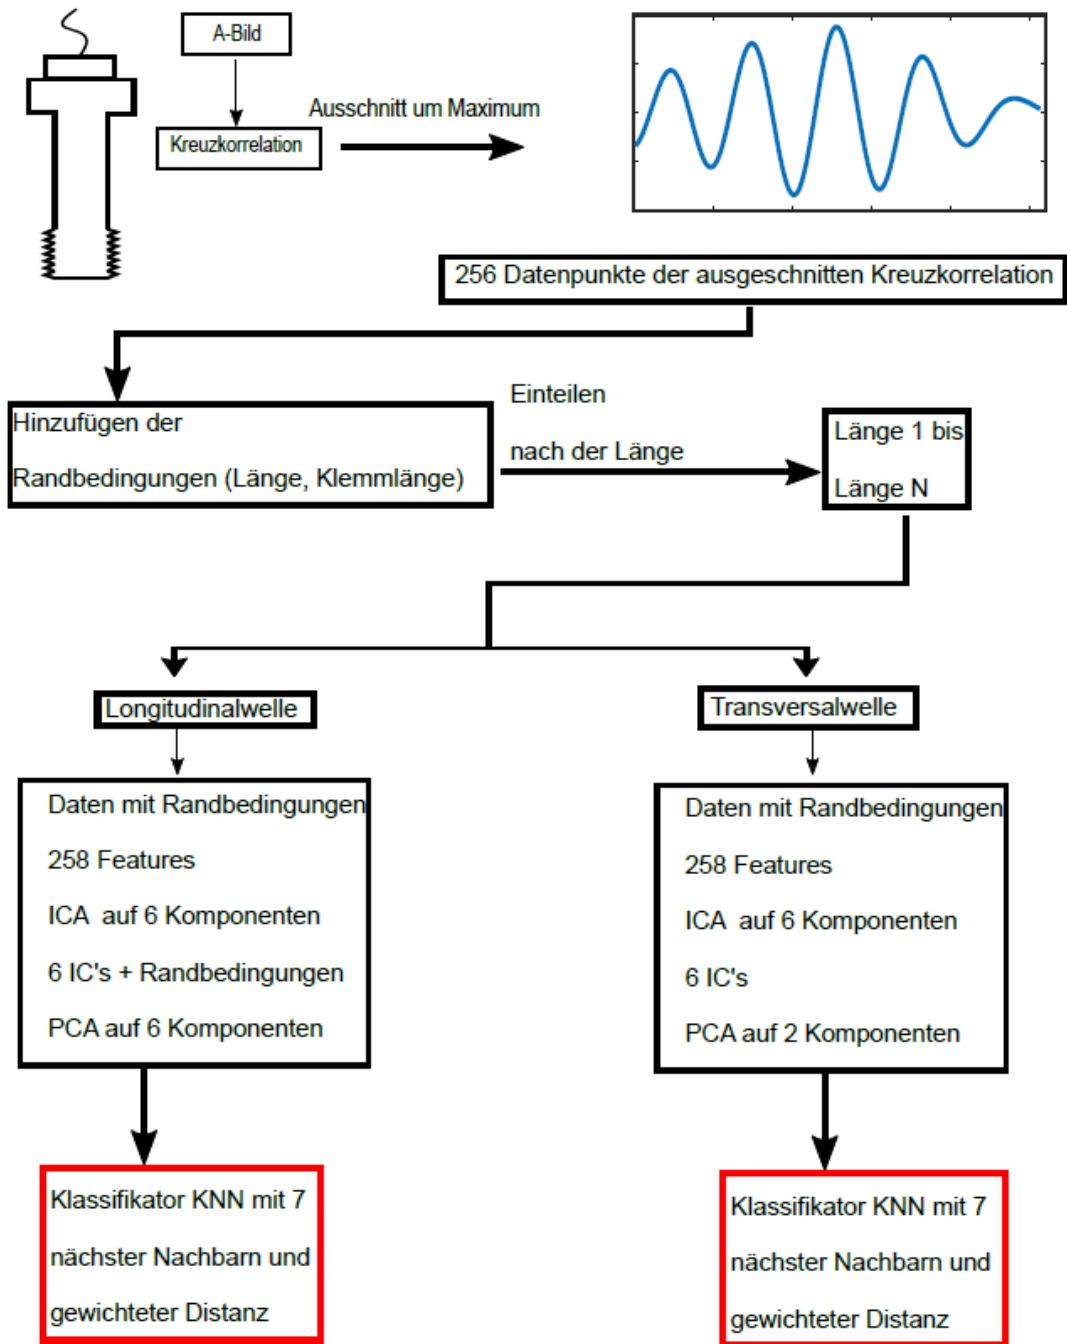 A-Bild
Kreuzkorrelation
Ausschnitt um Maximum
256 Datenpunkte der ausgeschnitten Kreuzkorrelation
Hinzufügen der
Randbedingungen (Länge, Klemmlänge)
Einteilen
nach der Länge
Länge 1 bis
Länge N
Longitudinalwelle
Daten mit Randbedingungen
258 Features
ICA auf 6 Komponenten
6 IC's + Randbedingungen
PCA auf 6 Komponenten
Klassifikator KNN mit 7
nächster Nachbarn und
gewichteter Distanz
Transversalwelle
Daten mit Randbedingungen
258 Features
ICA auf 6 Komponenten
6 IC's
PCA auf 2 Komponenten
Klassifikator KNN mit 7
nächster Nachbarn und
gewichteter Distanz